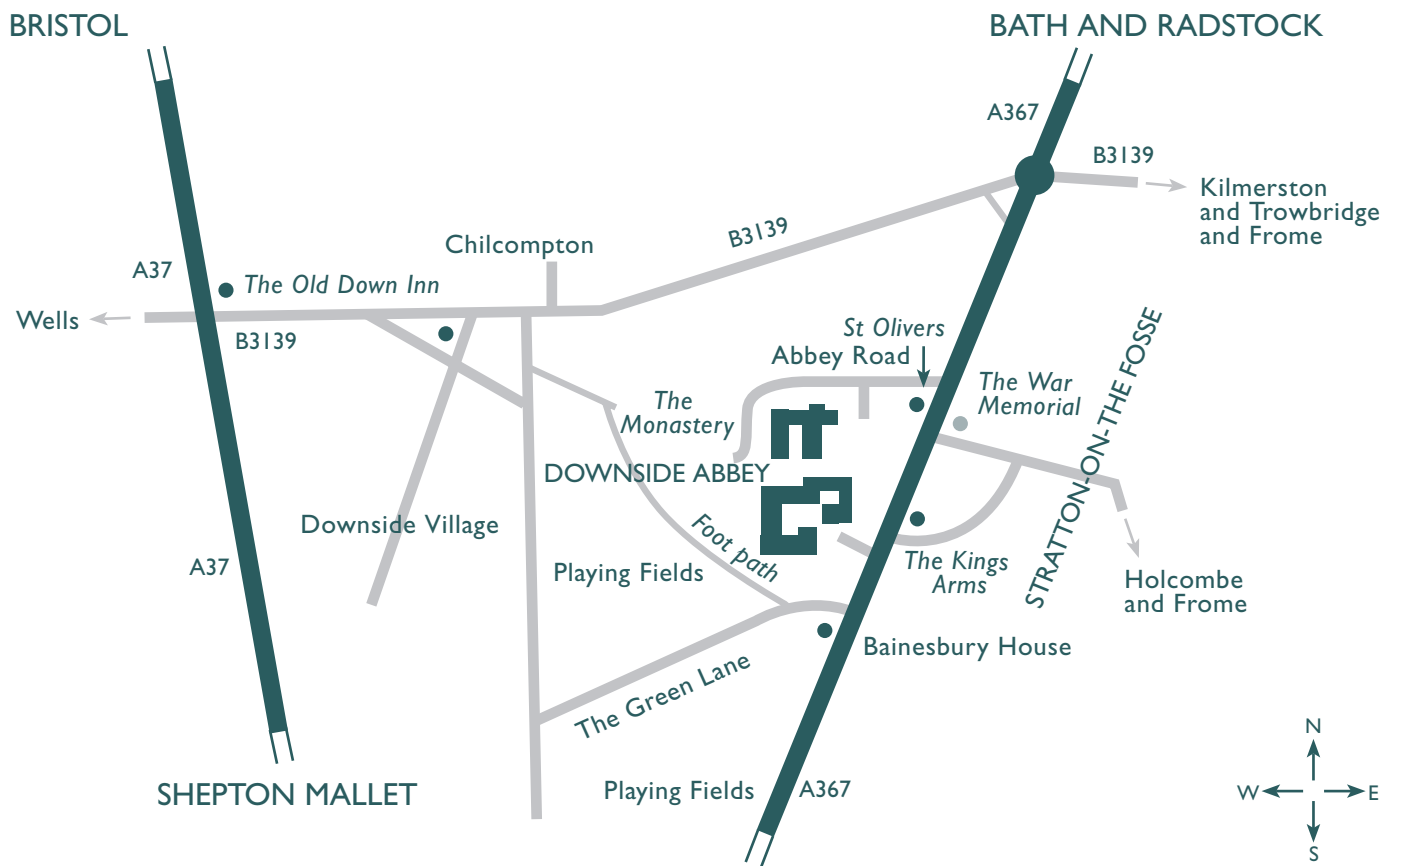 BRISTOL
BATH AND RADSTOCK
A367
B3139
Kilmerston
and Trowbridge
and Frome
B3139
Chilcompton
A37
The Old Down Inn
Wells
B3139
St Olivers
Abbey Road
The War
Memorial
The
Monastery
DOWNSIDE ABBEY
STRATTON-ON-THE FOSSE
Downside Village
Foot path
A37
Playing Fields
The Kings
Arms
Holcombe
and Frome
Bainesbury House
The Green Lane
SHEPTON MALLET
Playing Fields
A367
N
W
E
S